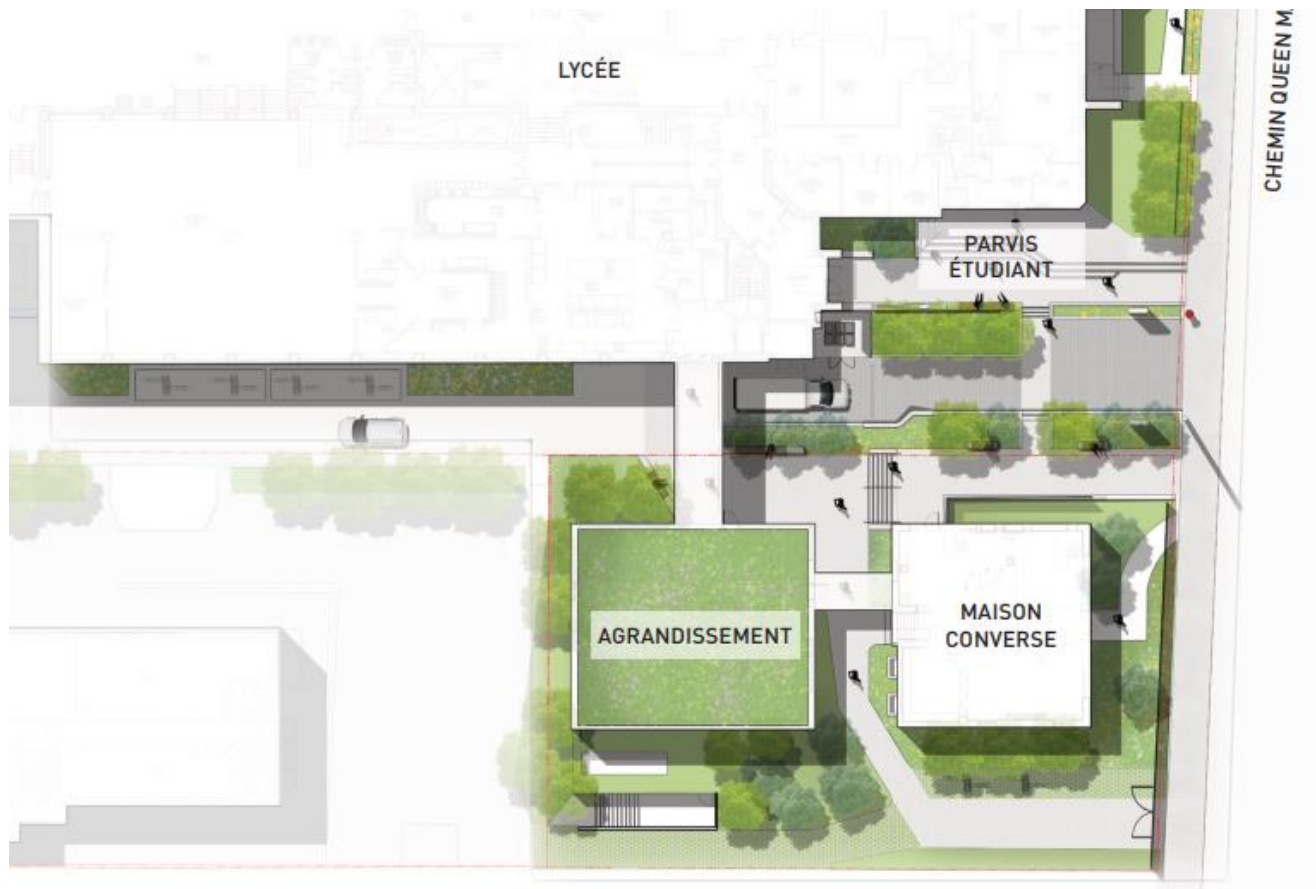 LYCÉE
CHEMIN QUEEN M
PARVIS
ÉTUDIANT
AGRANDISSEMENT
MAISON
CONVERSE